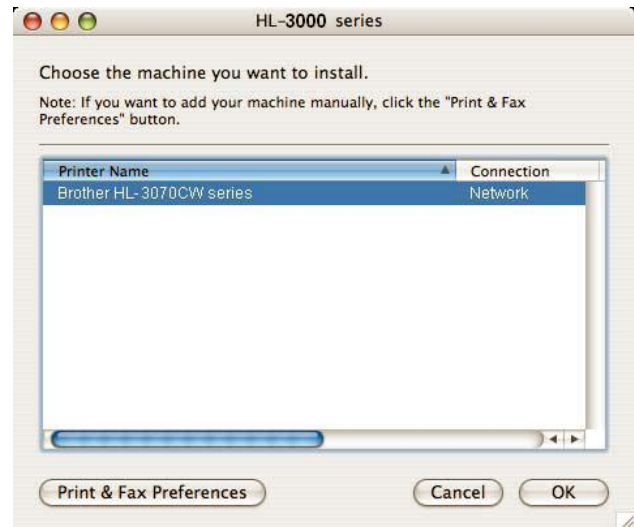 HL-3000 series
Choose the machine you want to install.
Note: If you want to add your machine manually, click the "Print & Fax
Preferences" button.
Printer Name Connection
Brother HL-3070CW series Network
Print & Fax Preferences Cancel OK